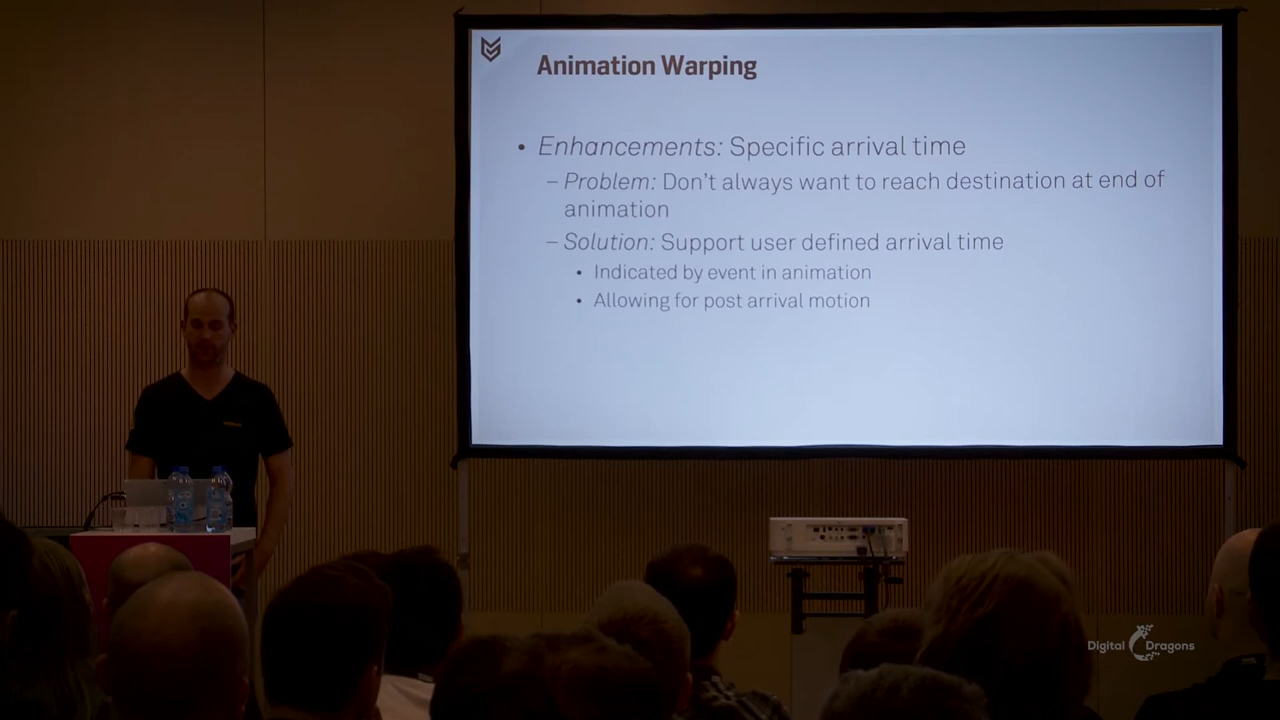 Animation Warping
• Enhancements: Specific arrival time
– Problem: Don't always want to reach destination at end of
animation
– Solution: Support user defined arrival time
• Indicated by event in animation
• Allowing for post arrival motion
Digital Dragons